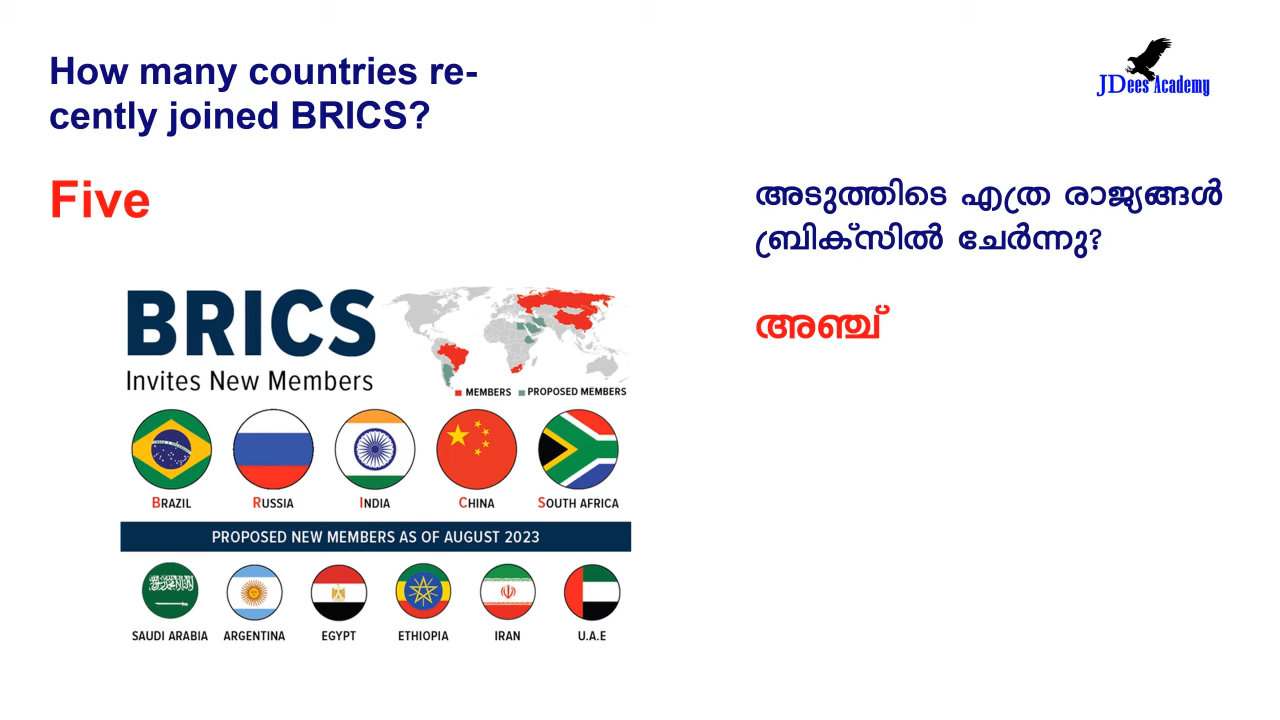 How many countries re-
cently joined BRICS?
JDees Academy
Five
അടുത്തിടെ എത്ര രാജ്യങ്ങൾ
ബ്രിക്സിൽ ചേർന്നു?
അഞ്ച്
BRICS
Invites New Members
MEMBERS PROPOSED MEMBERS
BRAZIL RUSSIA INDIA CHINA SOUTH AFRICA
PROPOSED NEW MEMBERS AS OF AUGUST 2023
SAUDI ARABIA ARGENTINA EGYPT ETHIOPIA IRAN U.A.E